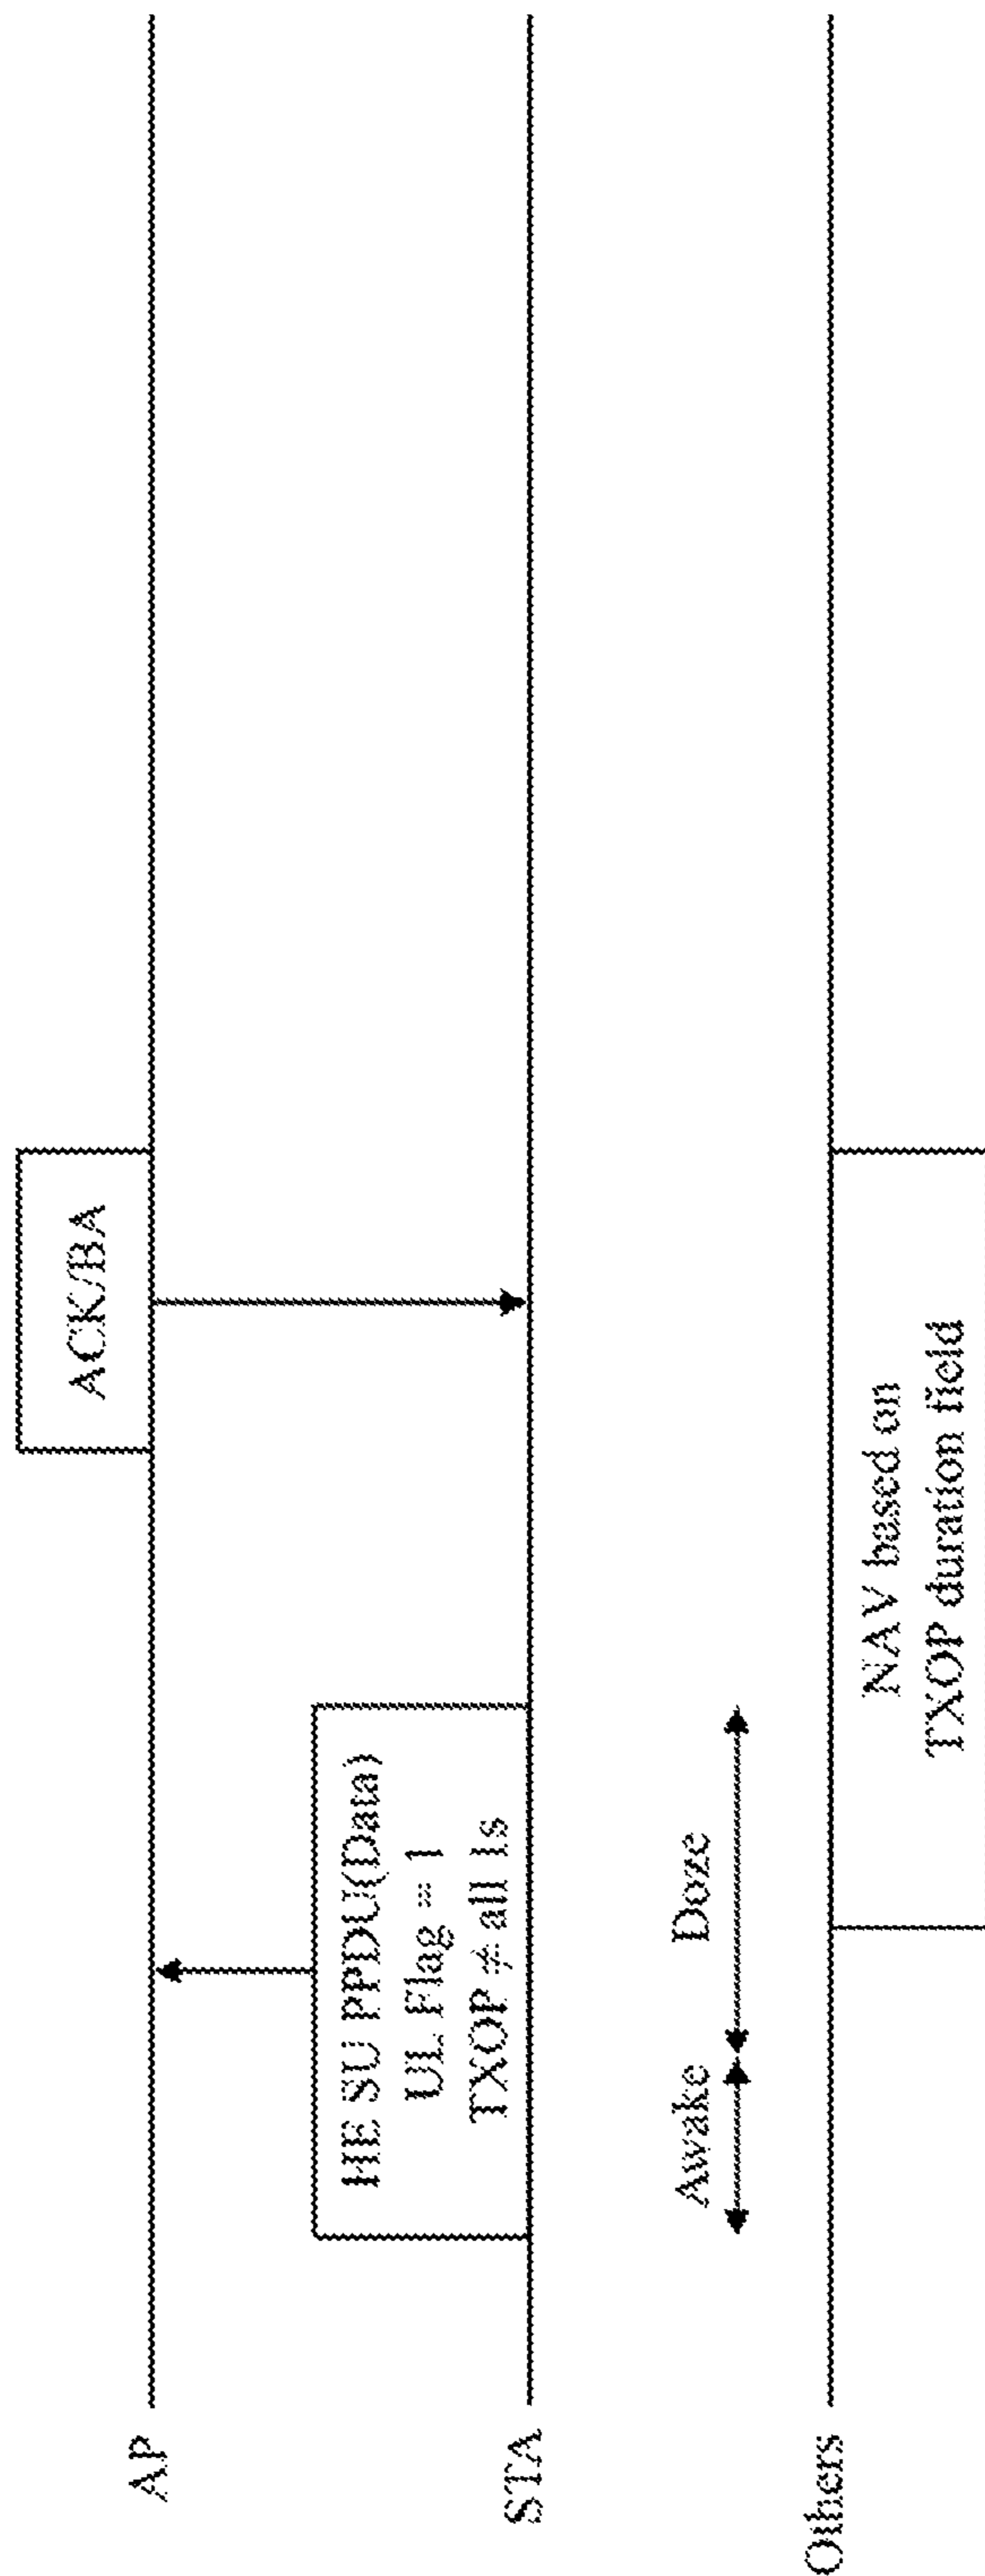 AP
ACK/BA
HE SU PPDU(Data)
UL Flag = 1
TXOP ≠ all 1s
STA
Awake
Doze
Others
NAV based on
TXOP duration field